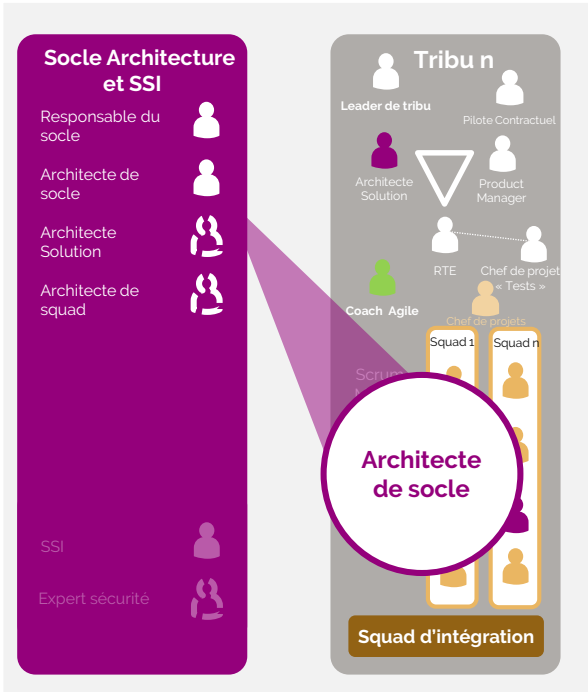 Socle Architecture
et SSI
Responsable du
socle
Architecte de
socle
Architecte
Solution
Architecte de
squad
SSI
Expert sécurité
Tribu n
Leader de tribu
Pilote Contractuel
Architecte
Solution
Product
Manager
RTE
Chef de projet
« Tests »
Coach Agile
Chef de projets
Squad 1
Squad n
Scrum
Architecte
de socle
Squad d'intégration